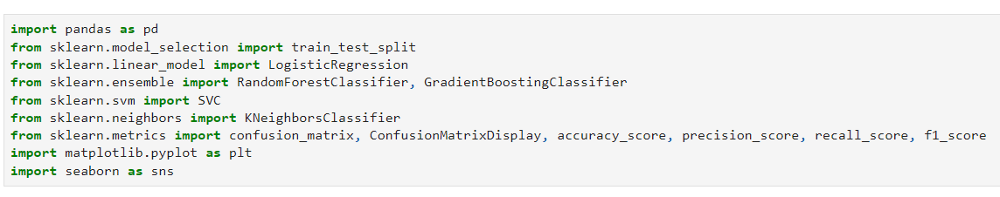 import pandas as pd
from sklearn.model_selection import train_test_split
from sklearn.linear_model import LogisticRegression
from sklearn.ensemble import RandomForestClassifier, GradientBoostingClassifier
from sklearn.svm import SVC
from sklearn.neighbors import KNeighborsClassifier
from sklearn.metrics import confusion_matrix, ConfusionMatrixDisplay, accuracy_score, precision_score, recall_score, f1_score
import matplotlib.pyplot as plt
import seaborn as sns